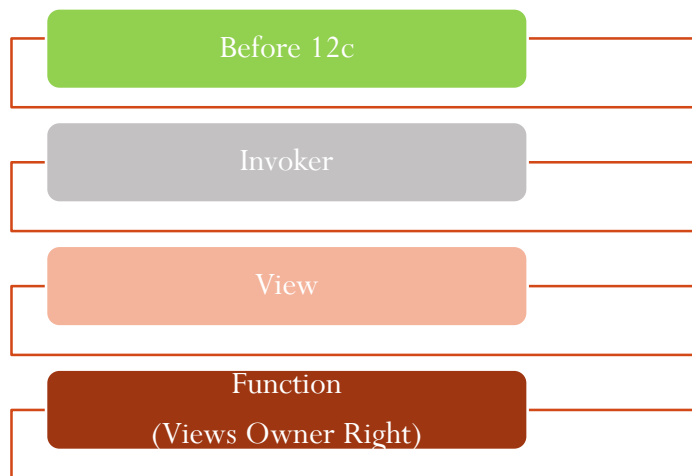 Before 12c
Invoker
View
Function
(Views Owner Right)